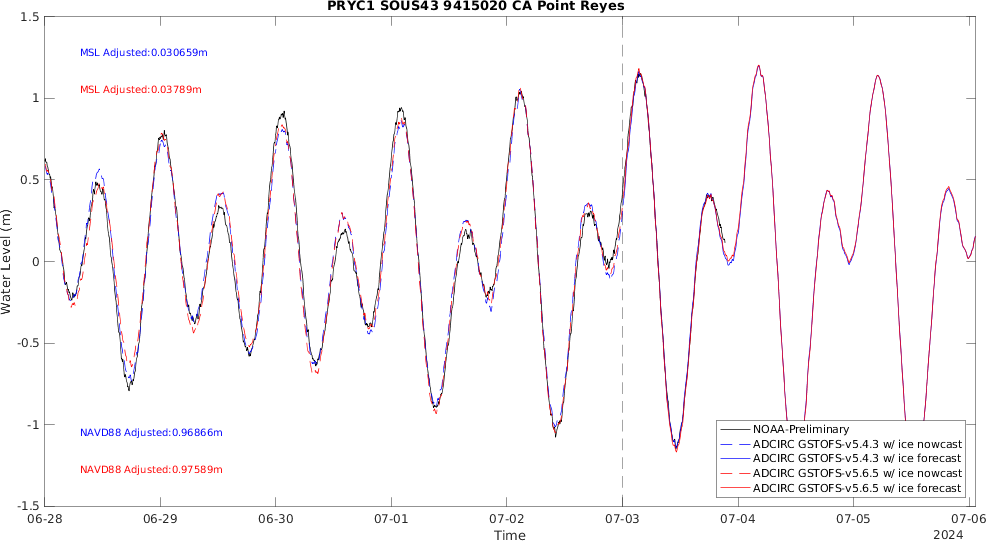 PRYC1 SOUS43 9415020 CA Point Reyes
1.5
MSL Adjusted:0.030659m
MSL Adjusted:0.03789m
1
0.5
Water Level (m)
0
-0.5
-1
NAVD88 Adjusted:0.96866m
NAVD88 Adjusted:0.97589m
NOAA-Preliminary
ADCIRC GSTOFS-v5.4.3 w/ ice nowcast
ADCIRC GSTOFS-v5.4.3 w/ ice forecast
ADCIRC GSTOFS-v5.6.5 w/ ice nowcast
ADCIRC GSTOFS-v5.6.5 w/ ice forecast
-1.5
06-28 06-29 06-30 07-01 07-02 07-03 07-04 07-05 07-06
Time
2024